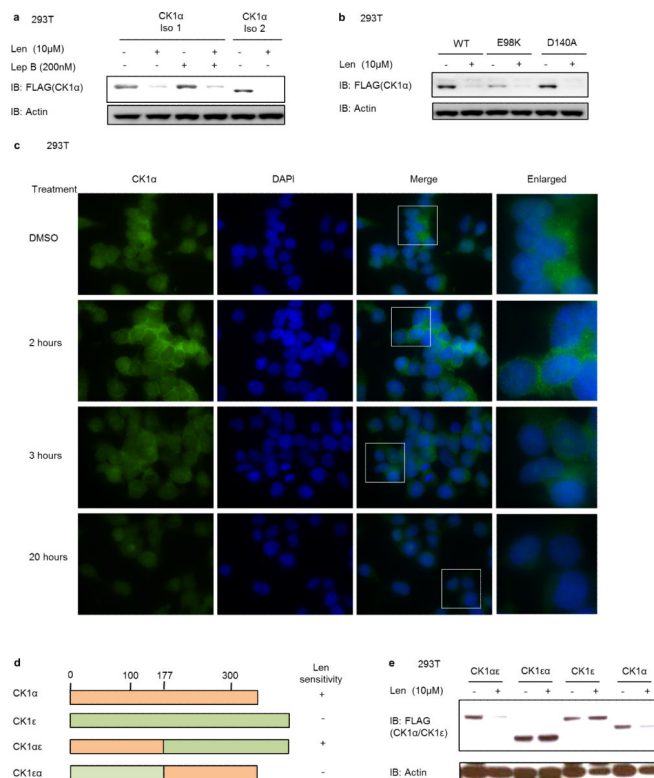 a 293T
CK1α CK1α
Iso 1 Iso 2
Len (10μM) - + - + - +
Lep B (200nM) + +
IB: FLAG(CK1α)
IB: Actin
b 293T
WT E98K D140A
Len (10μM) - + - + - +
IB: FLAG(CK1α)
IB: Actin
c 293T
Treatment CK1α DAPI Merge Enlarged
DMSO
2 hours
3 hours
20 hours
d
0 100 177 300 Len
sensitivity
CK1α +
CK1ε -
CK1αε +
CK1εα -
e 293T
CK1αε CK1εα CK1ε CK1α
Len (10μM) - + - + - + - +
IB: FLAG
(CK1α/CK1ε)
IB: Actin